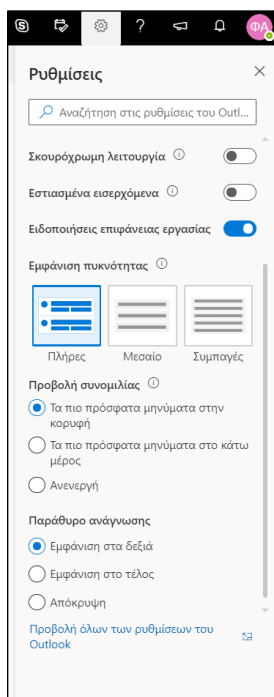 ΦΑ
Ρυθμίσεις
Αναζήτηση στις ρυθμίσεις του Outl...
Σκουρόχρωμη λειτουργία
Εστιασμένα εισερχόμενα
Ειδοποιήσεις επιφάνειας εργασίας
Εμφάνιση πυκνότητας
Πλήρες Μεσαίο Συμπαγές
Προβολή συνομιλίας
Τα πιο πρόσφατα μηνύματα στην
κορυφή
Τα πιο πρόσφατα μηνύματα στο κάτω
μέρος
Ανενεργή
Παράθυρο ανάγνωσης
Εμφάνιση στα δεξιά
Εμφάνιση στο τέλος
Απόκρυψη
Προβολή όλων των ρυθμίσεων του
Outlook